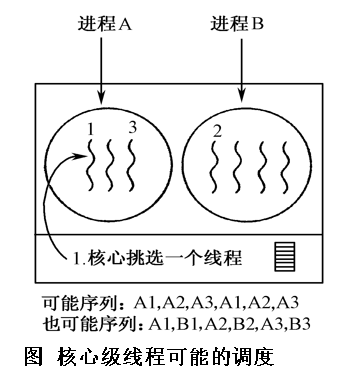 进程A 进程B
1 3 2
1.核心挑选一个线程
可能序列：A1,A2,A3,A1,A2,A3
也可能序列：A1,B1,A2,B2,A3,B3
图 核心级线程可能的调度